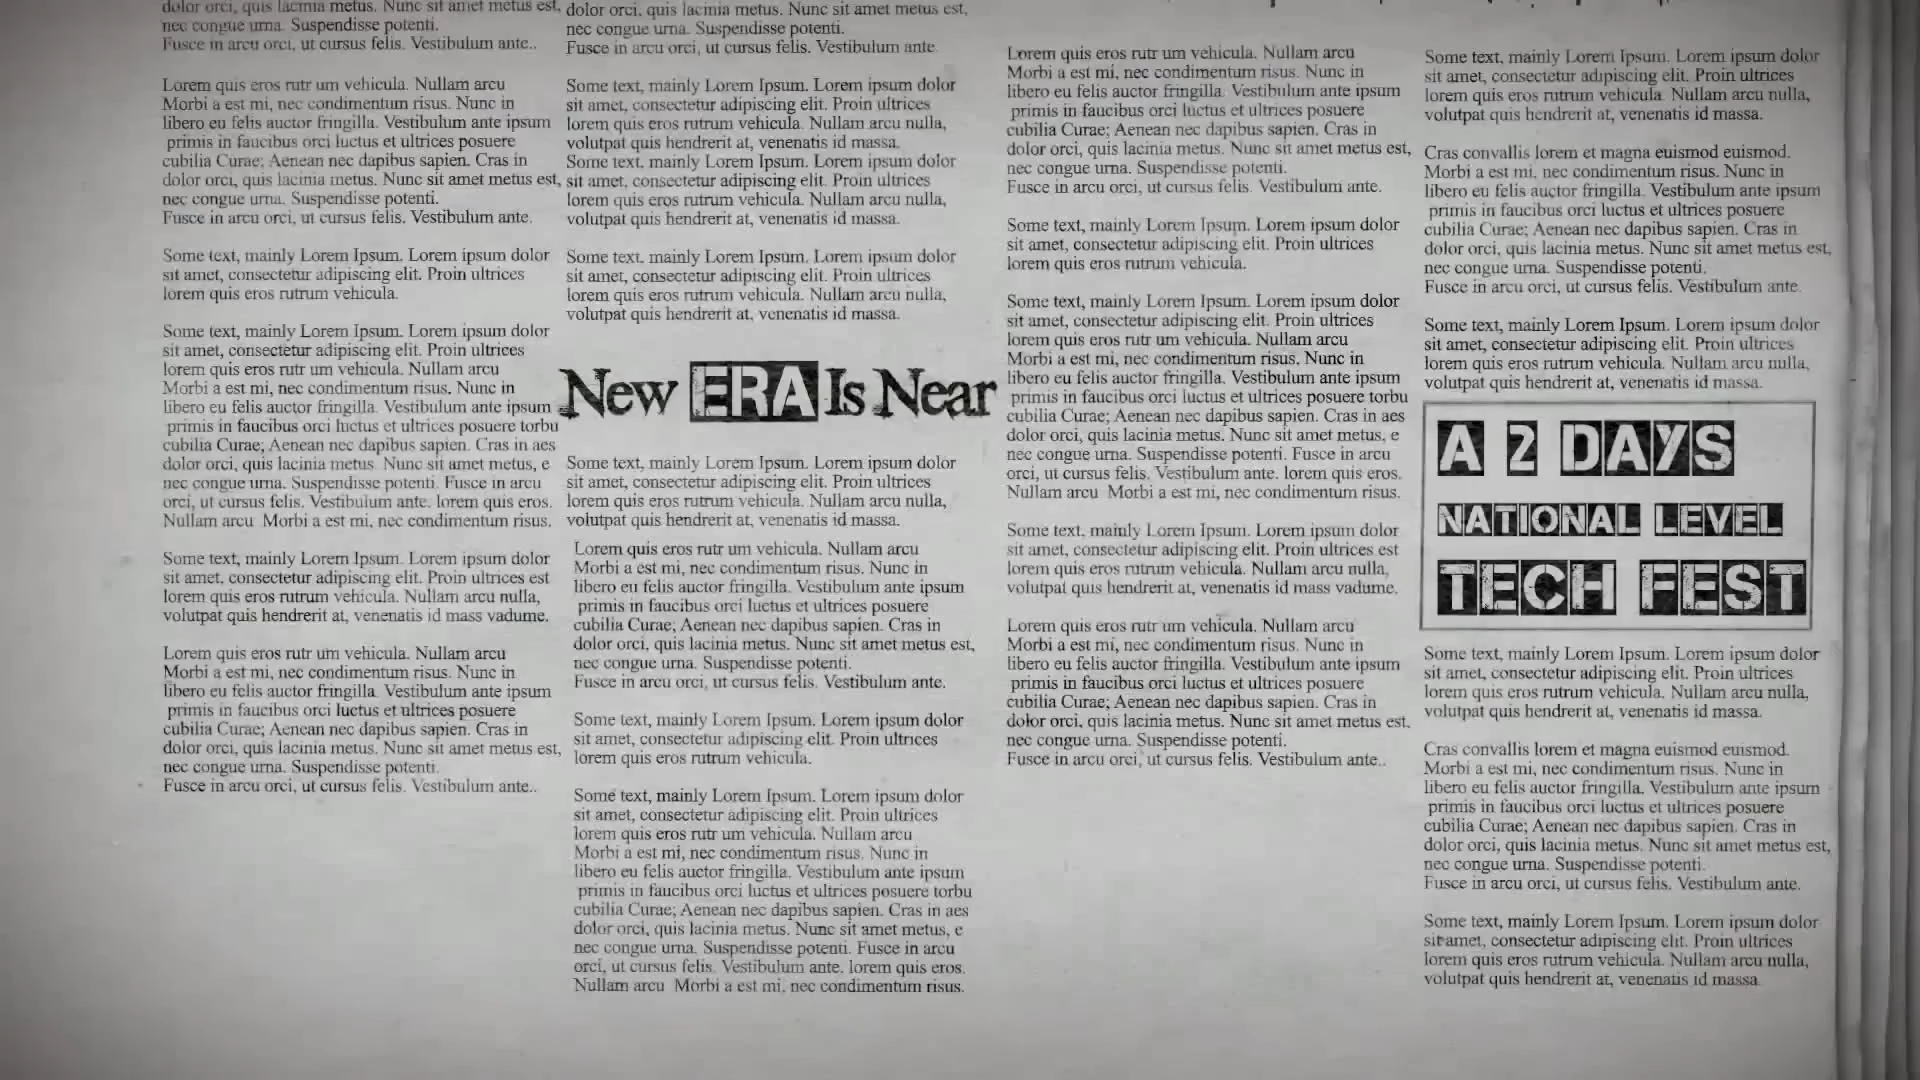 dolor orci, quis lacinia metus. Nunc sit amet metus est,
nec congue urna. Suspendisse potenti.
Fusce in arcu orci, ut cursus felis. Vestibulum ante..
Lorem quis eros rutr um vehicula. Nullam arcu
Morbi a est mi, nec condimentum risus. Nunc in
libero eu felis auctor fringilla. Vestibulum ante ipsum
primis in faucibus orci luctus et ultrices posuere
cubilia Curae; Aenean nec dapibus sapien. Cras in
dolor orci, quis lacinia metus. Nunc sit amet metus est,
nec congue urna. Suspendisse potenti.
Fusce in arcu orci, ut cursus felis. Vestibulum ante.
Some text, mainly Lorem Ipsum. Lorem ipsum dolor
sit amet, consectetur adipiscing elit. Proin ultrices
lorem quis eros rutrum vehicula.
Some text, mainly Lorem Ipsum. Lorem ipsum dolor
sit amet, consectetur adipiscing elit. Proin ultrices
lorem quis eros rutr um vehicula. Nullam arcu
Morbi a est mi, nec condimentum risus. Nunc in
libero eu felis auctor fringilla. Vestibulum ante ipsum
primis in faucibus orci luctus et ultrices posuere torbu
cubilia Curae; Aenean nec dapibus sapien. Cras in aes
dolor orci, quis lacinia metus. Nunc sit amet metus, e
nec congue urna. Suspendisse potenti. Fusce in arcu
orci, ut cursus felis. Vestibulum ante. lorem quis eros.
Nullam arcu Morbi a est mi, nec condimentum risus.
Some text, mainly Lorem Ipsum. Lorem ipsum dolor
sit amet, consectetur adipiscing elit. Proin ultrices est
lorem quis eros rutrum vehicula. Nullam arcu nulla,
volutpat quis hendrerit at, venenatis id mass vadume.
Lorem quis eros rutr um vehicula. Nullam arcu
Morbi a est mi, nec condimentum risus. Nunc in
libero eu felis auctor fringilla. Vestibulum ante ipsum
primis in faucibus orci luctus et ultrices posuere
cubilia Curae; Aenean nec dapibus sapien. Cras in
dolor orci, quis lacinia metus. Nunc sit amet metus est,
nec congue urna. Suspendisse potenti.
Fusce in arcu orci, ut cursus felis. Vestibulum ante..
dolor orci, quis lacinia metus. Nunc sit amet metus est,
nec congue urna. Suspendisse potenti.
Fusce in arcu orci, ut cursus felis. Vestibulum ante.
Some text, mainly Lorem Ipsum. Lorem ipsum dolor
sit amet, consectetur adipiscing elit. Proin ultrices
lorem quis eros rutrum vehicula. Nullam arcu nulla,
volutpat quis hendrerit at, venenatis id massa.
Some text, mainly Lorem Ipsum. Lorem ipsum dolor
sit amet, consectetur adipiscing elit. Proin ultrices
lorem quis eros rutrum vehicula. Nullam arcu nulla,
volutpat quis hendrerit at, venenatis id massa.
Some text, mainly Lorem Ipsum. Lorem ipsum dolor
sit amet, consectetur adipiscing elit. Proin ultrices
lorem quis eros rutrum vehicula. Nullam arcu nulla,
volutpat quis hendrerit at, venenatis id massa.
New ERA Is Near
Some text, mainly Lorem Ipsum. Lorem ipsum dolor
sit amet, consectetur adipiscing elit. Proin ultrices
lorem quis eros rutrum vehicula. Nullam arcu nulla,
volutpat quis hendrerit at, venenatis id massa.
Lorem quis eros rutr um vehicula. Nullam arcu
Morbi a est mi, nec condimentum risus. Nunc in
libero eu felis auctor fringilla. Vestibulum ante ipsum
primis in faucibus orci luctus et ultrices posuere
cubilia Curae; Aenean nec dapibus sapien. Cras in
dolor orci, quis lacinia metus. Nunc sit amet metus est,
nec congue urna. Suspendisse potenti.
Fusce in arcu orci, ut cursus felis. Vestibulum ante.
Some text, mainly Lorem Ipsum. Lorem ipsum dolor
sit amet, consectetur adipiscing elit. Proin ultrices
lorem quis eros rutrum vehicula.
Some text, mainly Lorem Ipsum. Lorem ipsum dolor
sit amet, consectetur adipiscing elit. Proin ultrices
lorem quis eros rutr um vehicula. Nullam arcu
Morbi a est mi, nec condimentum risus. Nunc in
libero eu felis auctor fringilla. Vestibulum ante ipsum
primis in faucibus orci luctus et ultrices posuere torbu
cubilia Curae; Aenean nec dapibus sapien. Cras in aes
dolor orci, quis lacinia metus. Nunc sit amet metus, e
nec congue urna. Suspendisse potenti. Fusce in arcu
orci, ut cursus felis. Vestibulum ante. lorem quis eros.
Nullam arcu Morbi a est mi, nec condimentum risus.
Lorem quis eros rutr um vehicula. Nullam arcu
Morbi a est mi, nec condimentum risus. Nunc in
libero eu felis auctor fringilla. Vestibulum ante ipsum
primis in faucibus orci luctus et ultrices posuere
cubilia Curae; Aenean nec dapibus sapien. Cras in
dolor orci, quis lacinia metus. Nunc sit amet metus est,
nec congue urna. Suspendisse potenti.
Fusce in arcu orci, ut cursus felis. Vestibulum ante.
Some text, mainly Lorem Ipsum. Lorem ipsum dolor
sit amet, consectetur adipiscing elit. Proin ultrices
lorem quis eros rutrum vehicula.
Some text, mainly Lorem Ipsum. Lorem ipsum dolor
sit amet, consectetur adipiscing elit. Proin ultrices
lorem quis eros rutr um vehicula. Nullam arcu
Morbi a est mi, nec condimentum risus. Nunc in
libero eu felis auctor fringilla. Vestibulum ante ipsum
primis in faucibus orci luctus et ultrices posuere torbu
cubilia Curae; Aenean nec dapibus sapien. Cras in aes
dolor orci, quis lacinia metus. Nunc sit amet metus, e
nec congue urna. Suspendisse potenti. Fusce in arcu
orci, ut cursus felis. Vestibulum ante. lorem quis eros.
Nullam arcu Morbi a est mi, nec condimentum risus.
Some text, mainly Lorem Ipsum. Lorem ipsum dolor
sit amet, consectetur adipiscing elit. Proin ultrices est
lorem quis eros rutrum vehicula. Nullam arcu nulla,
volutpat quis hendrerit at, venenatis id mass vadume.
Lorem quis eros rutr um vehicula. Nullam arcu
Morbi a est mi, nec condimentum risus. Nunc in
libero eu felis auctor fringilla. Vestibulum ante ipsum
primis in faucibus orci luctus et ultrices posuere
cubilia Curae; Aenean nec dapibus sapien. Cras in
dolor orci, quis lacinia metus. Nunc sit amet metus est,
nec congue urna. Suspendisse potenti.
Fusce in arcu orci, ut cursus felis. Vestibulum ante..
Some text, mainly Lorem Ipsum. Lorem ipsum dolor
sit amet, consectetur adipiscing elit. Proin ultrices
lorem quis eros rutrum vehicula. Nullam arcu nulla,
volutpat quis hendrerit at, venenatis id massa.
Cras convallis lorem et magna euismod euismod.
Morbi a est mi, nec condimentum risus. Nunc in
libero eu felis auctor fringilla. Vestibulum ante ipsum
primis in faucibus orci luctus et ultrices posuere
cubilia Curae; Aenean nec dapibus sapien. Cras in
dolor orci, quis lacinia metus. Nunc sit amet metus est,
nec congue urna. Suspendisse potenti.
Fusce in arcu orci, ut cursus felis. Vestibulum ante.
Some text, mainly Lorem Ipsum. Lorem ipsum dolor
sit amet, consectetur adipiscing elit. Proin ultrices
lorem quis eros rutrum vehicula. Nullam arcu nulla,
volutpat quis hendrerit at, venenatis id massa.
A 2 DAYS
NATIONAL LEVEL
TECH FEST
Some text, mainly Lorem Ipsum. Lorem ipsum dolor
sit amet, consectetur adipiscing elit. Proin ultrices
lorem quis eros rutrum vehicula. Nullam arcu nulla,
volutpat quis hendrerit at, venenatis id massa.
Cras convallis lorem et magna euismod euismod.
Morbi a est mi, nec condimentum risus. Nunc in
libero eu felis auctor fringilla. Vestibulum ante ipsum
primis in faucibus orci luctus et ultrices posuere
cubilia Curae; Aenean nec dapibus sapien. Cras in
dolor orci, quis lacinia metus. Nunc sit amet metus est,
nec congue urna. Suspendisse potenti.
Fusce in arcu orci, ut cursus felis. Vestibulum ante.
Some text, mainly Lorem Ipsum. Lorem ipsum dolor
sit amet, consectetur adipiscing elit. Proin ultrices
lorem quis eros rutrum vehicula. Nullam arcu nulla,
volutpat quis hendrerit at, venenatis id massa.